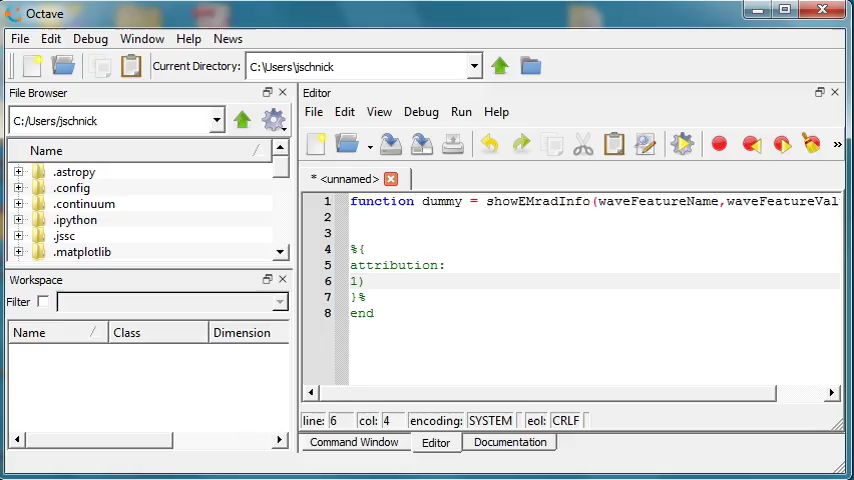 Octave
File Edit Debug Window Help News
Current Directory: C:\Users\jschnick
File Browser
C:/Users/jschnick
Name
.astropy
.config
.continuum
.ipython
.jssc
.matplotlib
Workspace
Filter
Name Class Dimension
Editor
File Edit View Debug Run Help
»
* <unnamed>
1 function dummy = showEMradInfo(waveFeatureName,waveFeatureVal
2
3
4 %{
5 attribution:
6 1)
7 }%
8 end
line: 6 col: 4 encoding: SYSTEM eol: CRLF
Command Window Editor Documentation